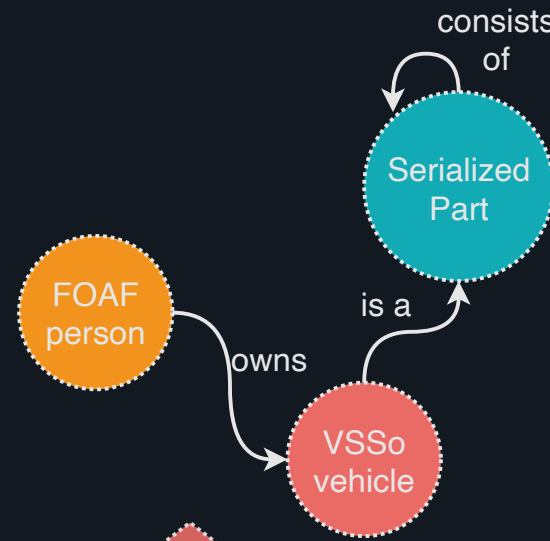 consists
of
Serialized
Part
FOAF
person
is a
owns
VSSo
vehicle